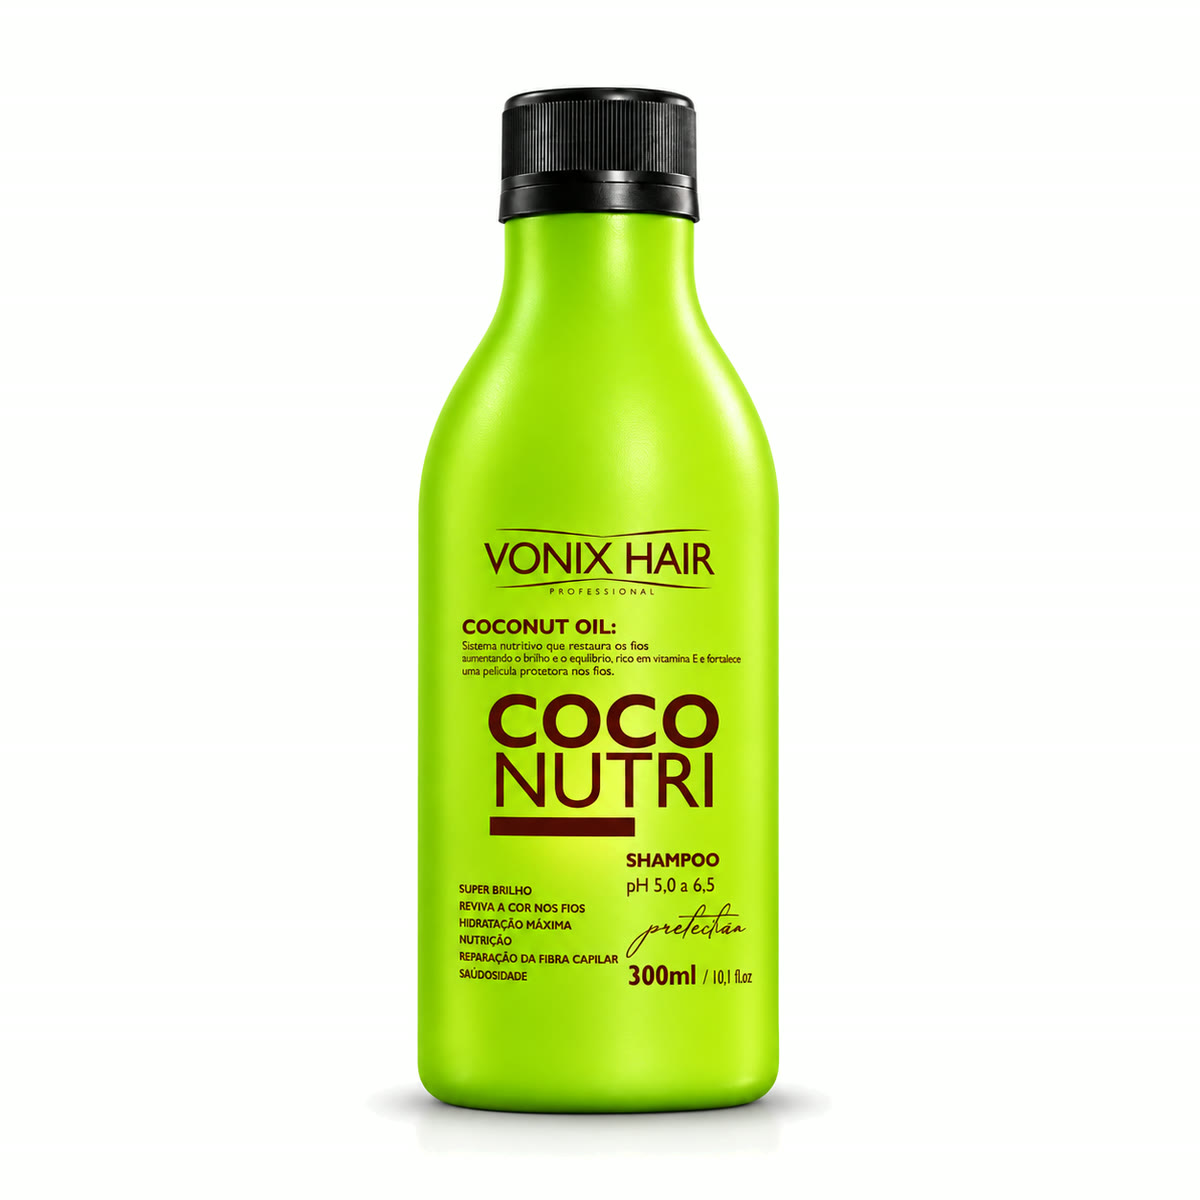 VONIX HAIR
PROFESSIONAL
COCONUT OIL:
Sistema nutritivo que restaura os fios
aumentando o brilho e o equlíbrio, rico em vitamina E e fortalece
uma película protetora nos fios.
COCO
NUTRI
SHAMPOO
pH 5,0 a 6,5
SUPER BRILHO
REVIVA A COR NOS FIOS
HIDRATAÇÃO MÁXIMA
NUTRIÇÃO
REPARAÇÃO DA FIBRA CAPILAR
SAÚDOSIDADE
300ml / 10,1 fl.oz